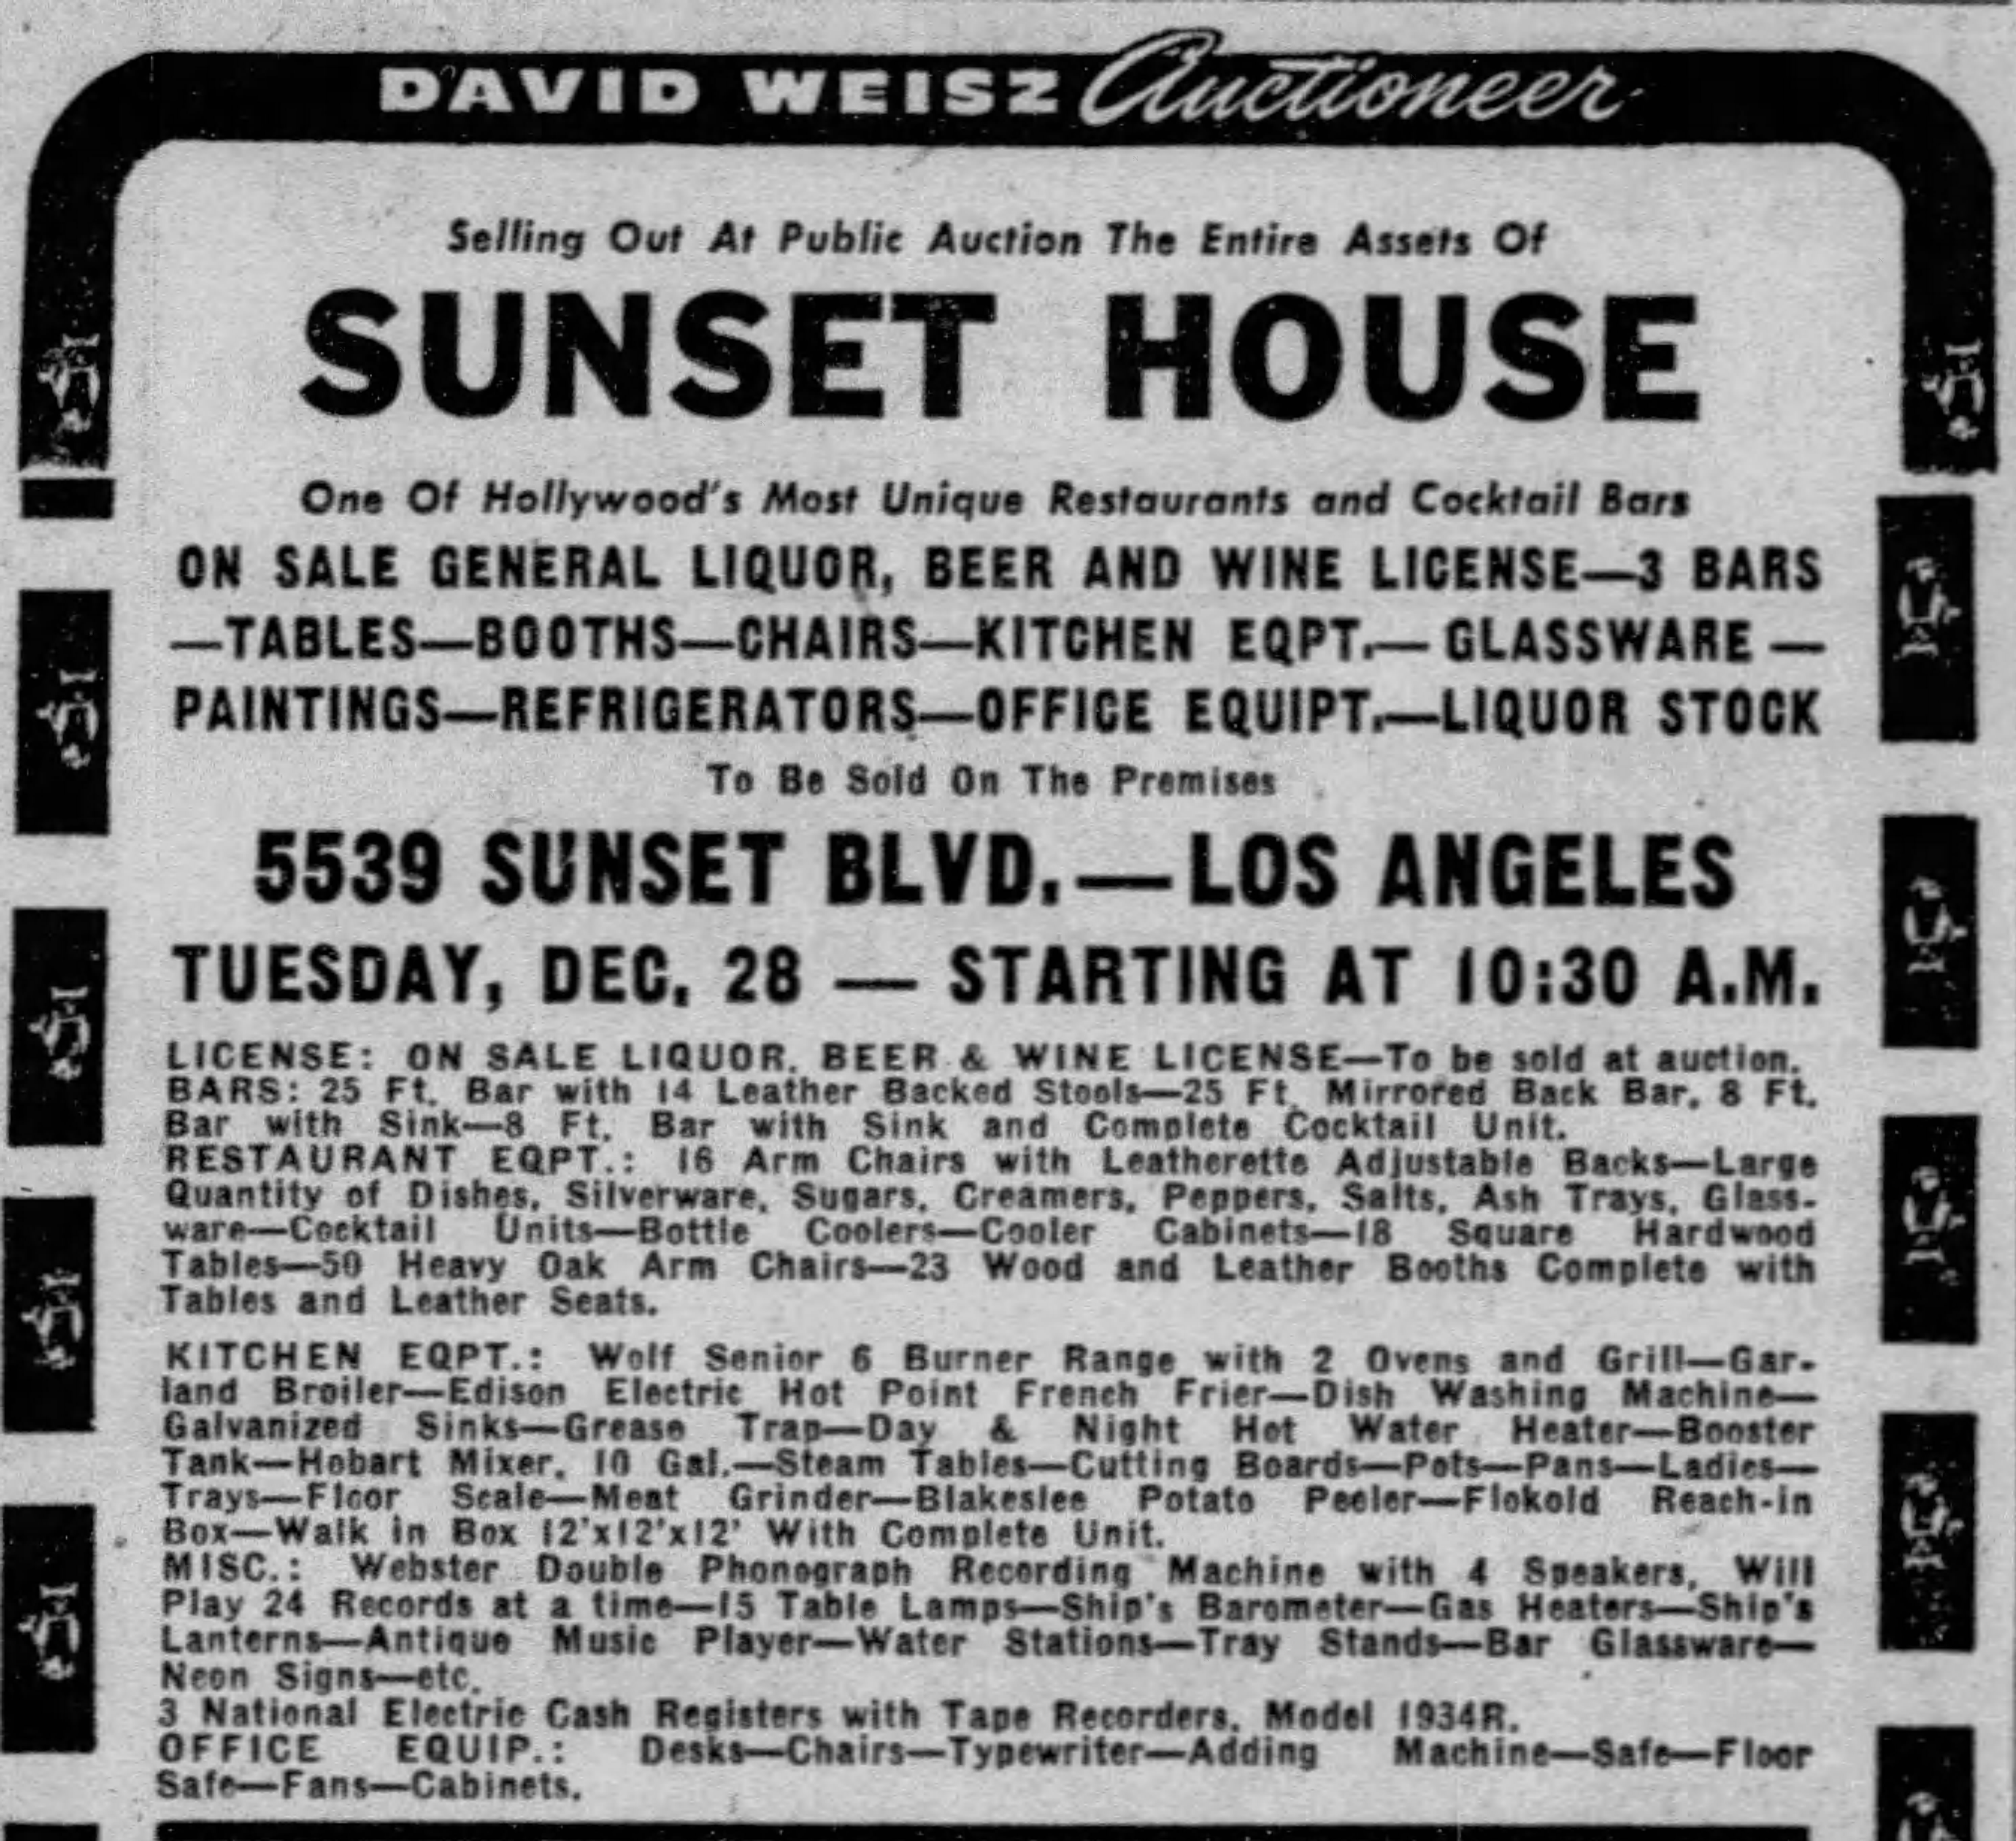 DAVID WEISZ Auctioneer
Selling Out At Public Auction The Entire Assets Of
SUNSET HOUSE
One Of Hollywood's Most Unique Restaurants and Cocktail Bars
ON SALE GENERAL LIQUOR, BEER AND WINE LICENSE—3 BARS
—TABLES—BOOTHS—CHAIRS—KITCHEN EQPT.— GLASSWARE —
PAINTINGS—REFRIGERATORS—OFFICE EQUIPT.—LIQUOR STOCK
To Be Sold On The Premises
5539 SUNSET BLVD.—LOS ANGELES
TUESDAY, DEC. 28 — STARTING AT 10:30 A.M.
LICENSE: ON SALE LIQUOR, BEER & WINE LICENSE—To be sold at auction.
BARS: 25 Ft. Bar with 14 Leather Backed Stools—25 Ft. Mirrored Back Bar, 8 Ft.
Bar with Sink—8 Ft. Bar with Sink and Complete Cocktail Unit.
RESTAURANT EQPT.: 16 Arm Chairs with Leatherette Adjustable Backs—Large
Quantity of Dishes, Silverware, Sugars, Creamers, Peppers, Salts, Ash Trays, Glass-
ware—Cocktail Units—Bottle Coolers—Cooler Cabinets—18 Square Hardwood
Tables—50 Heavy Oak Arm Chairs—23 Wood and Leather Booths Complete with
Tables and Leather Seats.
KITCHEN EQPT.: Wolf Senior 6 Burner Range with 2 Ovens and Grill—Gar-
land Broiler—Edison Electric Hot Point French Frier—Dish Washing Machine—
Galvanized Sinks—Grease Trap—Day & Night Hot Water Heater—Booster
Tank—Hobart Mixer, 10 Gal.—Steam Tables—Cutting Boards—Pots—Pans—Ladies—
Trays—Floor Scale—Meat Grinder—Blakeslee Potato Peeler—Flokold Reach-in
Box—Walk in Box 12'x12'x12' With Complete Unit.
MISC.: Webster Double Phonograph Recording Machine with 4 Speakers, Will
Play 24 Records at a time—15 Table Lamps—Ship's Barometer—Gas Heaters—Ship's
Lanterns—Antique Music Player—Water Stations—Tray Stands—Bar Glassware—
Neon Signs—etc.
3 National Electric Cash Registers with Tape Recorders, Model 1934R.
OFFICE EQUIP.: Desks—Chairs—Typewriter—Adding Machine—Safe—Floor
Safe—Fans—Cabinets.